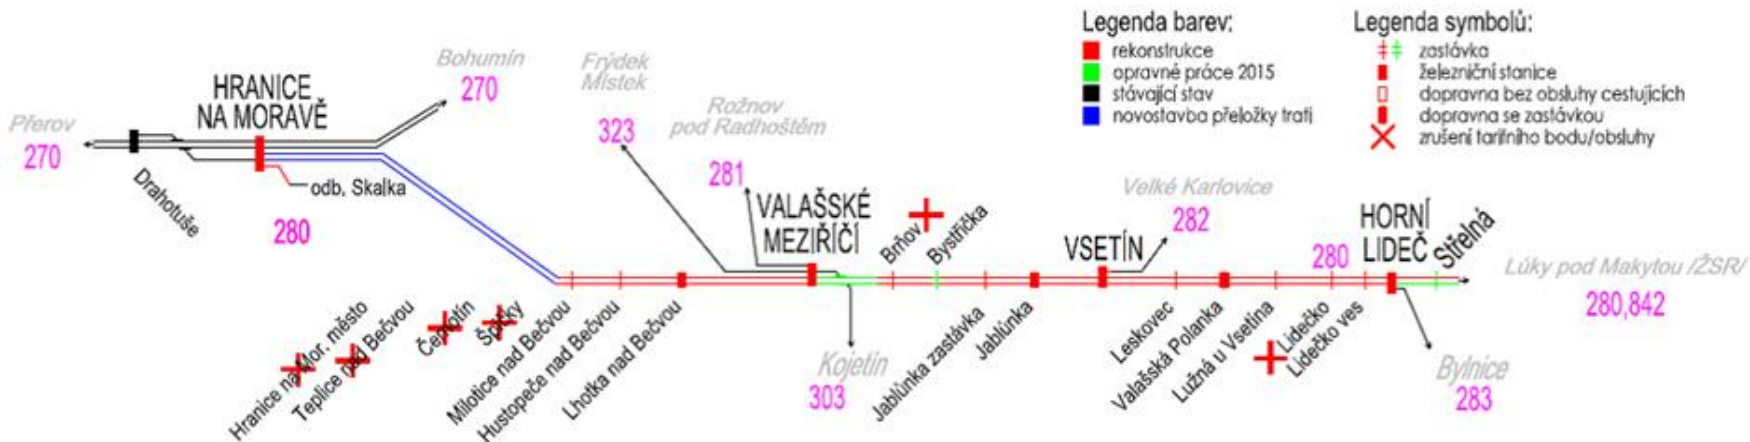 Legenda barev:
rekonstrukce
opravné práce 2015
stávající stav
novostavba přeložky trati
Legenda symbolů:
zastávka
železniční stanice
dopravna bez obsluhy cestujících
dopravna se zastávkou
zrušení tarifního bodu/obsluhy
Přerov
270
Drahotuše
HRANICE
NA MORAVĚ
odb. Skalka
280
Bohumín
270
Frýdek
Místek
323
Rožnov
pod Radhoštěm
281
VALAŠSKÉ
MEZIŘÍČÍ
Brňov
Bystřička
VSETÍN
Velké Karlovice
282
280
HORNÍ
LIDEČ
Střelná
Lúky pod Makytou /ŽSR/
280,842
Hranice na Mor. město
Teplice nad Bečvou
Černotín
Špičky
Milotice nad Bečvou
Hustopeče nad Bečvou
Lhotka nad Bečvou
Kojetín
303
Jablůnka zastávka
Jablůnka
Leskovec
Valašská Polanka
Lužná u Vsetína
Lidečko
Lidečko ves
Bylnice
283